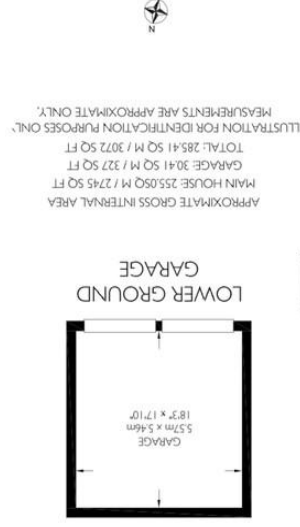 GARAGE
5.57m x 5.46m
18'3" x 17'10"
LOWER GROUND
GARAGE
APPROXIMATE GROSS INTERNAL AREA
MAIN HOUSE: 255.0SQ M / 2745 SQ FT
GARAGE: 30.41 SQ M / 327 SQ FT
TOTAL: 285.41 SQ M / 3072 SQ FT
ILLUSTRATION FOR IDENTIFICATION PURPOSES ONLY,
MEASUREMENTS ARE APPROXIMATE ONLY.
N